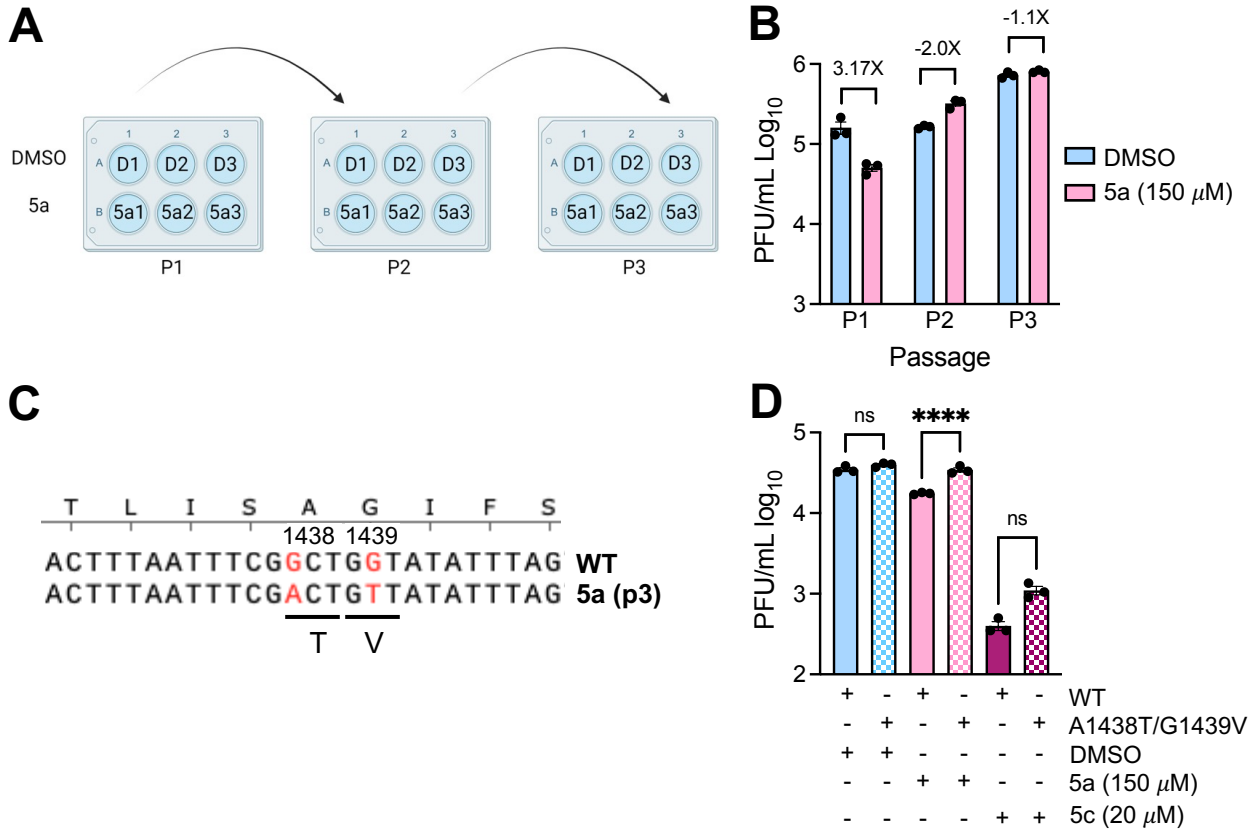 A
1 2 3
1 2 3
1 2 3
DMSO
A D1 D2 D3
A D1 D2 D3
A D1 D2 D3
5a
B 5a1 5a2 5a3
B 5a1 5a2 5a3
B 5a1 5a2 5a3
P1 P2 P3
B
-1.1X
-2.0X
3.17X
PFU/mL Log10
6
5
4
3
P1 P2 P3
Passage
DMSO
5a (150 μM)
C
T L I S A G I F S
1438 1439
ACTTTAATTTCGGCTGGTATATTTAG WT
ACTTTAATTTCGACTGTTATATTTAG 5a (p3)
T V
D
ns **** ns
PFU/mL log10
5
4
3
2
+ - + - + - WT
- + - + - + A1438T/G1439V
+ + - - - - DMSO
- - + + - - 5a (150 μM)
- - - - + + 5c (20 μM)